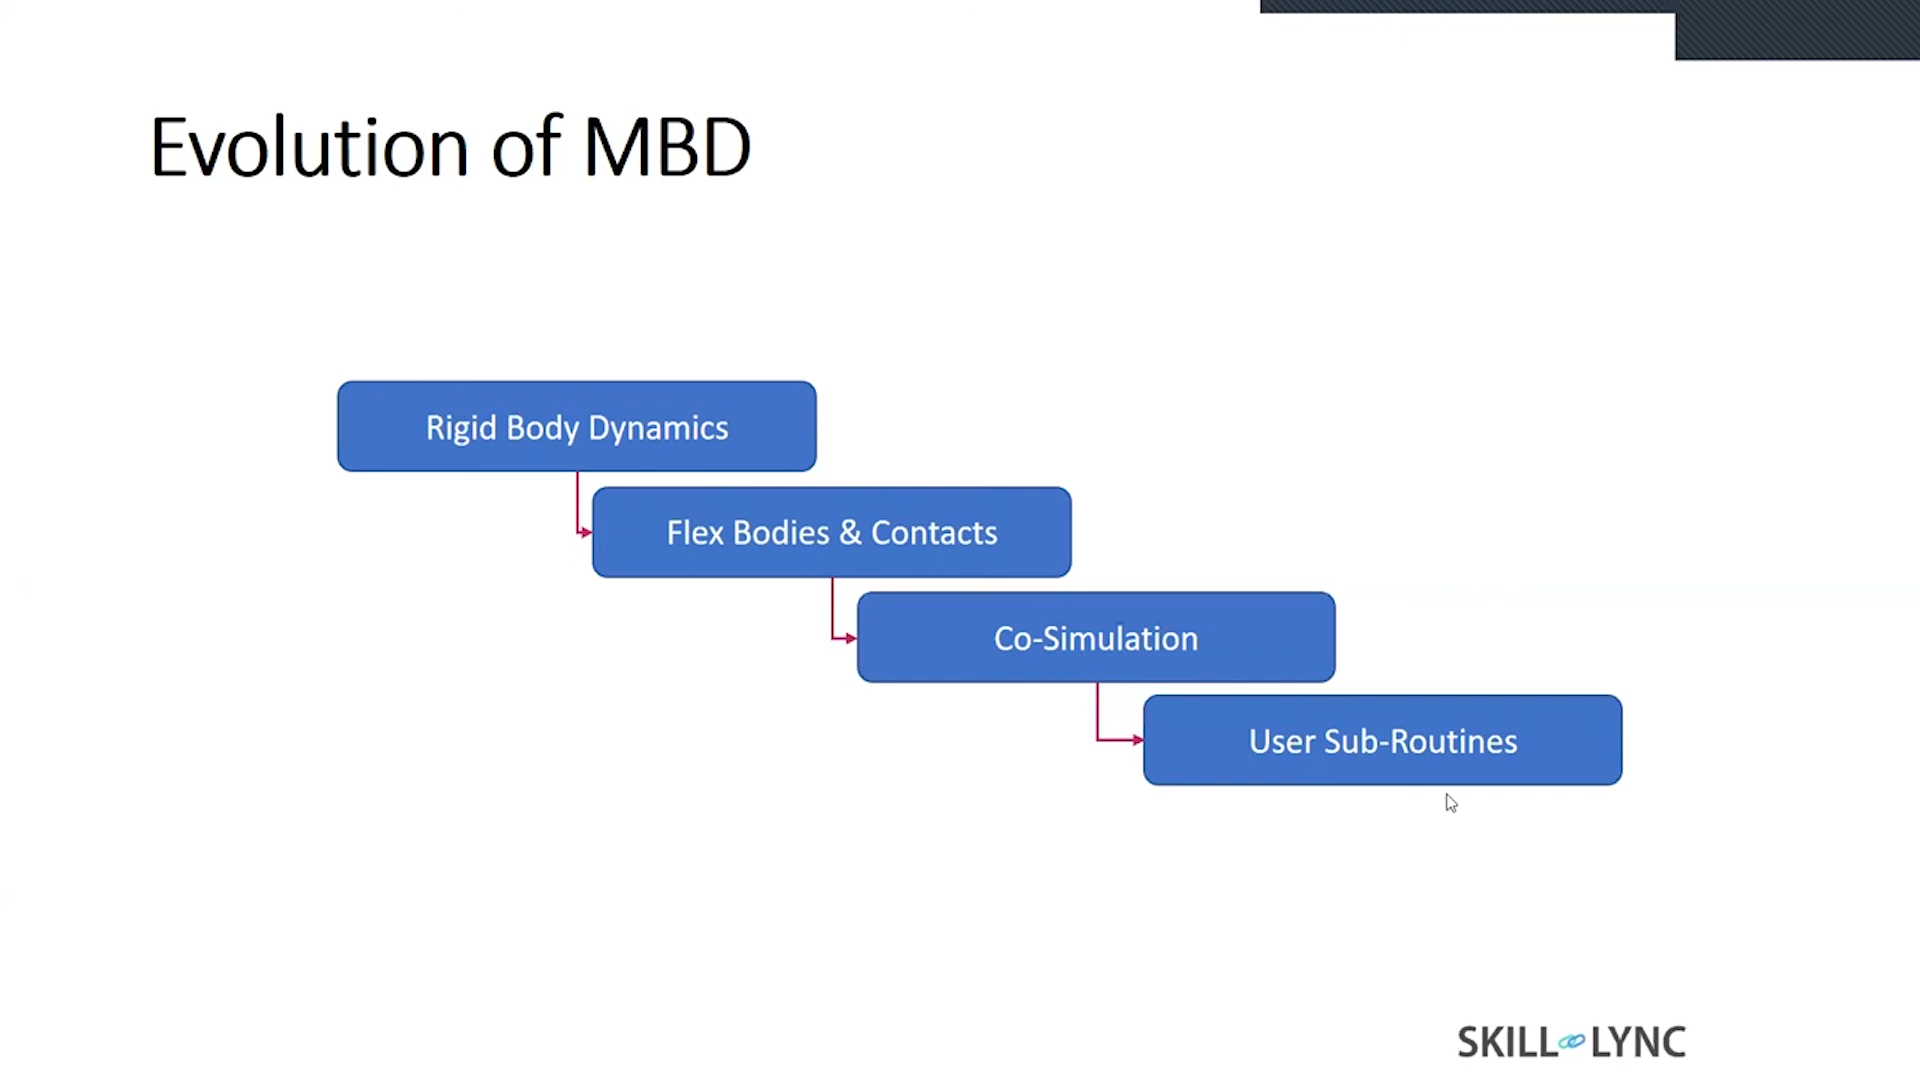 Evolution of MBD
Rigid Body Dynamics
Flex Bodies & Contacts
Co-Simulation
User Sub-Routines
SKILL LYNC